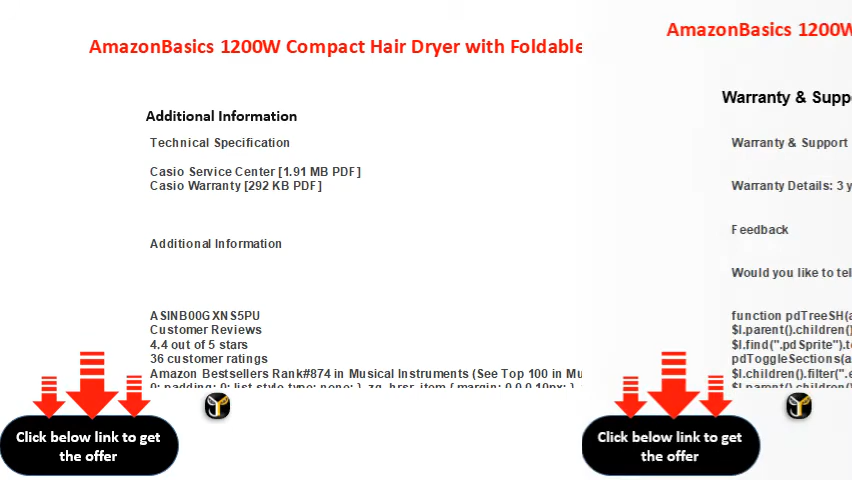 AmazonBasics 1200W Compact Hair Dryer with Foldable
Additional Information
Technical Specification
Casio Service Center [1.91 MB PDF]
Casio Warranty [292 KB PDF]
Additional Information
ASINB00GXNS5PU
Customer Reviews
4.4 out of 5 stars
36 customer ratings
Amazon Bestsellers Rank#874 in Musical Instruments (See Top 100 in Mu
Click below link to get
the offer
AmazonBasics 1200W
Warranty & Supp
Warranty & Support
Warranty Details: 3 y
Feedback
Would you like to tel
function pdTreeSH(a
$l.parent().children()
$l.find(".pdSprite").to
pdToggleSections(a
$l.children().filter(".e
Click below link to get
the offer